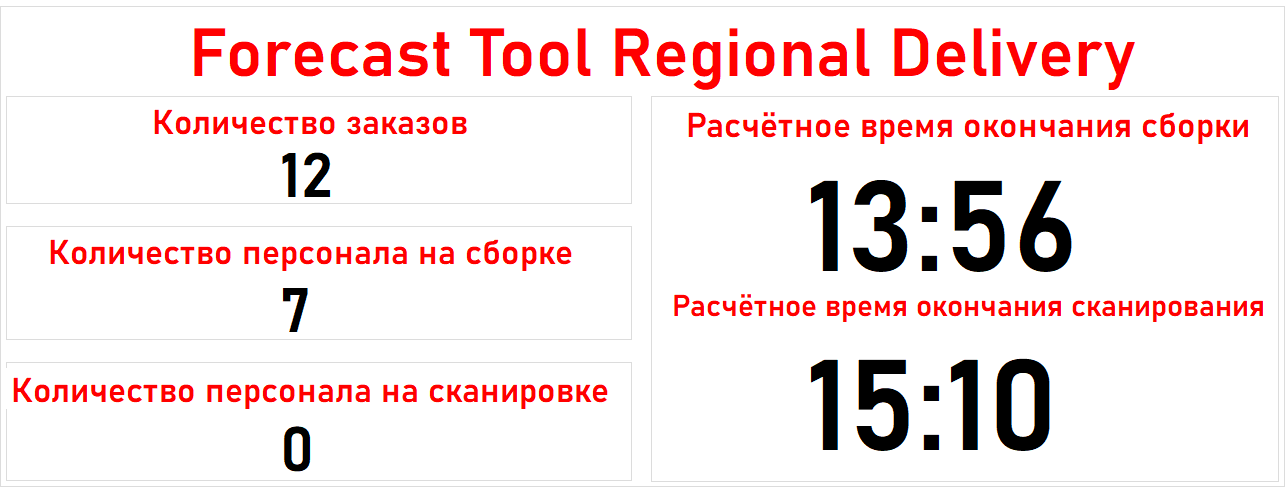 Forecast Tool Regional Delivery
Количество заказов
12
Количество персонала на сборке
7
Количество персонала на сканировке
0
Расчётное время окончания сборки
13:56
Расчётное время окончания сканирования
15:10